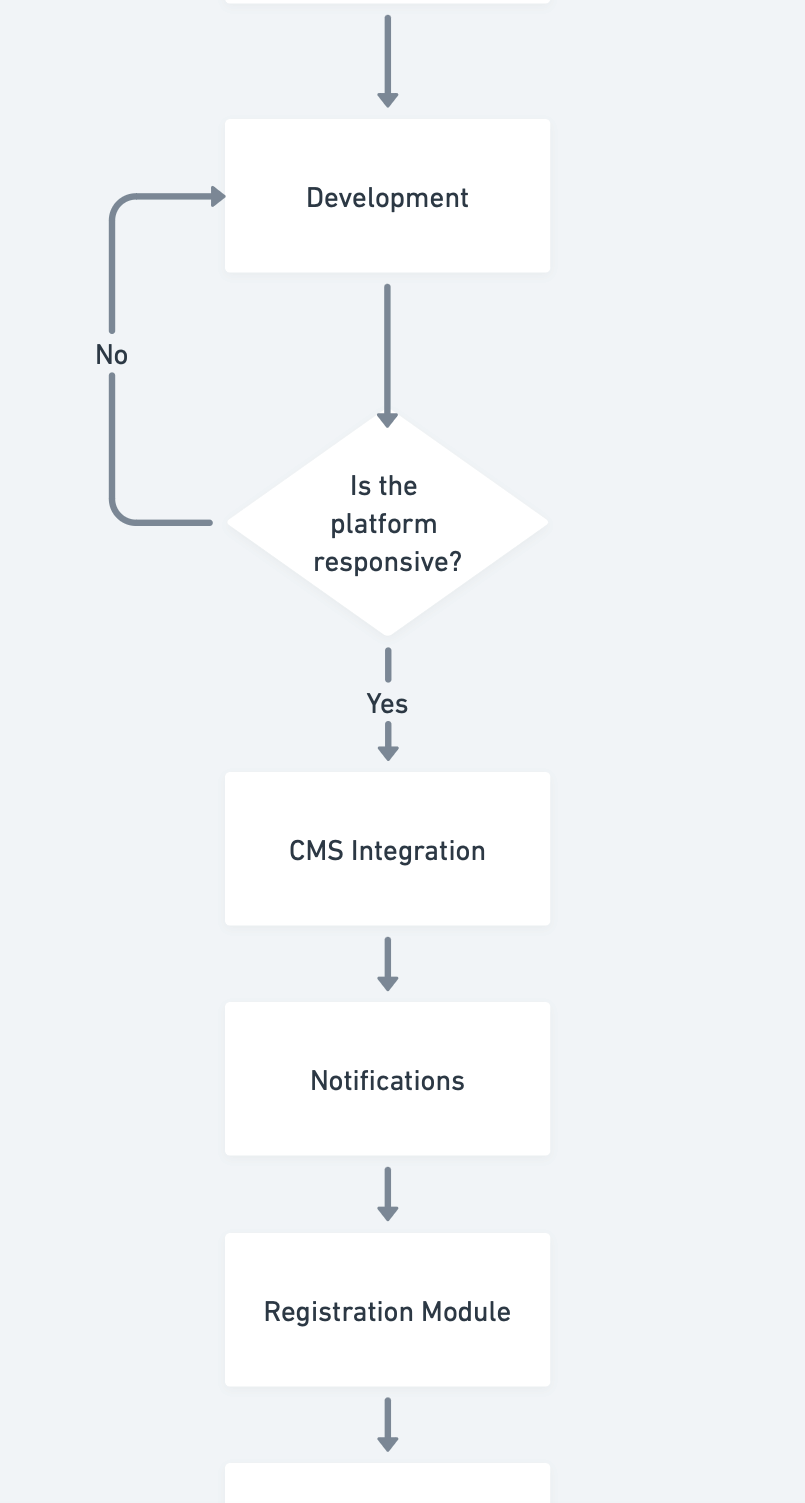 Development
No
Is the
platform
responsive?
Yes
CMS Integration
Notifications
Registration Module